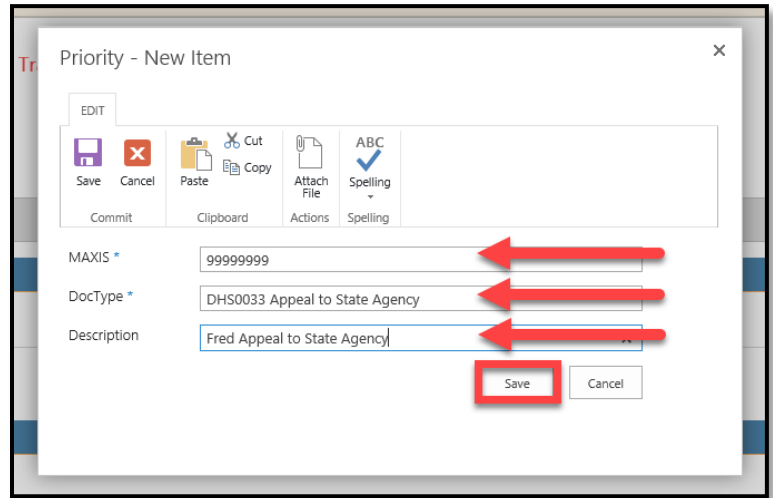 Tr
Priority - New Item
EDIT
Save Cancel Paste Cut Copy Attach File ABC Spelling
Commit Clipboard Actions Spelling
MAXIS * 99999999
DocType * DHS0033 Appeal to State Agency
Description Fred Appeal to State Agency
Save Cancel